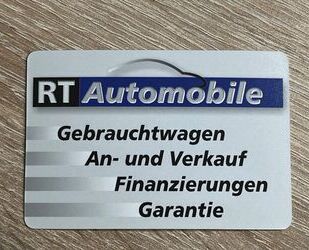 RT Automobile
Gebrauchtwagen
An- und Verkauf
Finanzierungen
Garantie